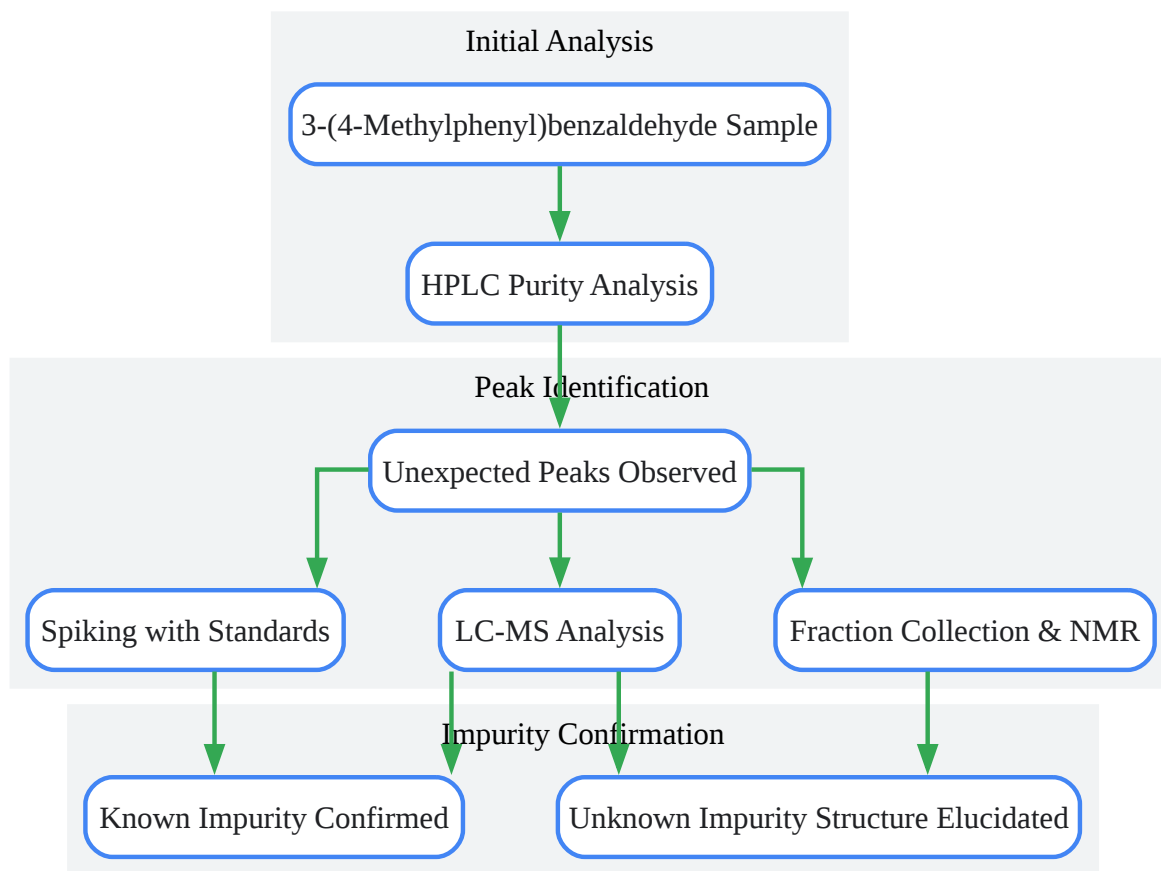 Initial Analysis
3-(4-Methylphenyl)benzaldehyde Sample
HPLC Purity Analysis
Peak Identification
Unexpected Peaks Observed
Spiking with Standards
LC-MS Analysis
Fraction Collection & NMR
Impurity Confirmation
Known Impurity Confirmed
Unknown Impurity Structure Elucidated